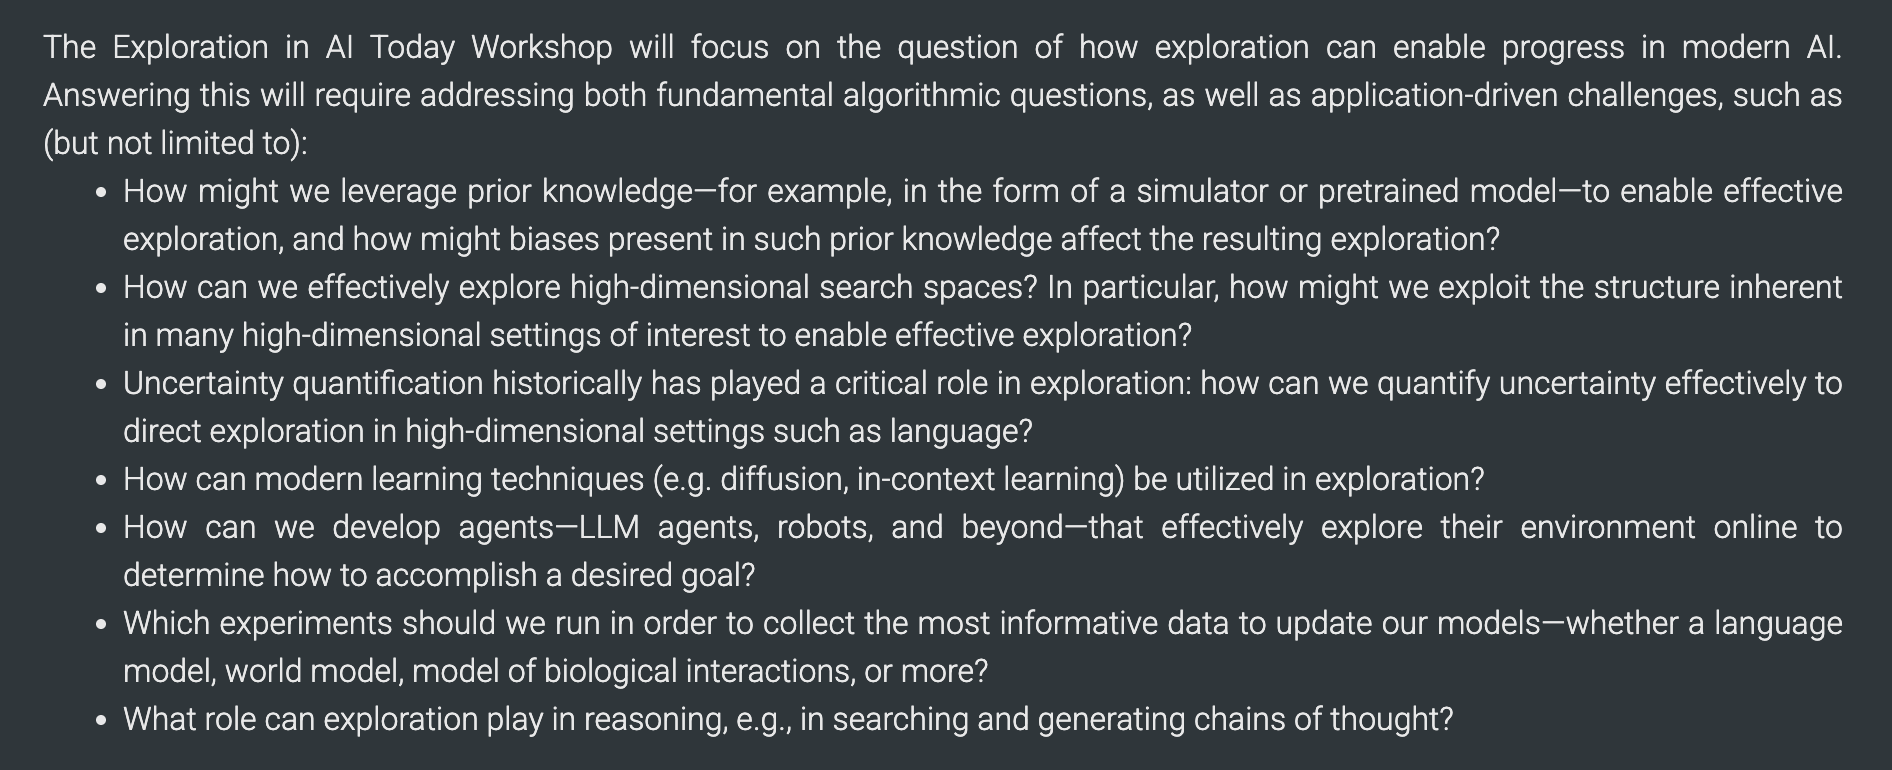 The Exploration in AI Today Workshop will focus on the question of how exploration can enable progress in modern AI.
Answering this will require addressing both fundamental algorithmic questions, as well as application-driven challenges, such as
(but not limited to):
• How might we leverage prior knowledge—for example, in the form of a simulator or pretrained model—to enable effective
exploration, and how might biases present in such prior knowledge affect the resulting exploration?
• How can we effectively explore high-dimensional search spaces? In particular, how might we exploit the structure inherent
in many high-dimensional settings of interest to enable effective exploration?
• Uncertainty quantification historically has played a critical role in exploration: how can we quantify uncertainty effectively to
direct exploration in high-dimensional settings such as language?
• How can modern learning techniques (e.g. diffusion, in-context learning) be utilized in exploration?
• How can we develop agents—LLM agents, robots, and beyond—that effectively explore their environment online to
determine how to accomplish a desired goal?
• Which experiments should we run in order to collect the most informative data to update our models—whether a language
model, world model, model of biological interactions, or more?
• What role can exploration play in reasoning, e.g., in searching and generating chains of thought?